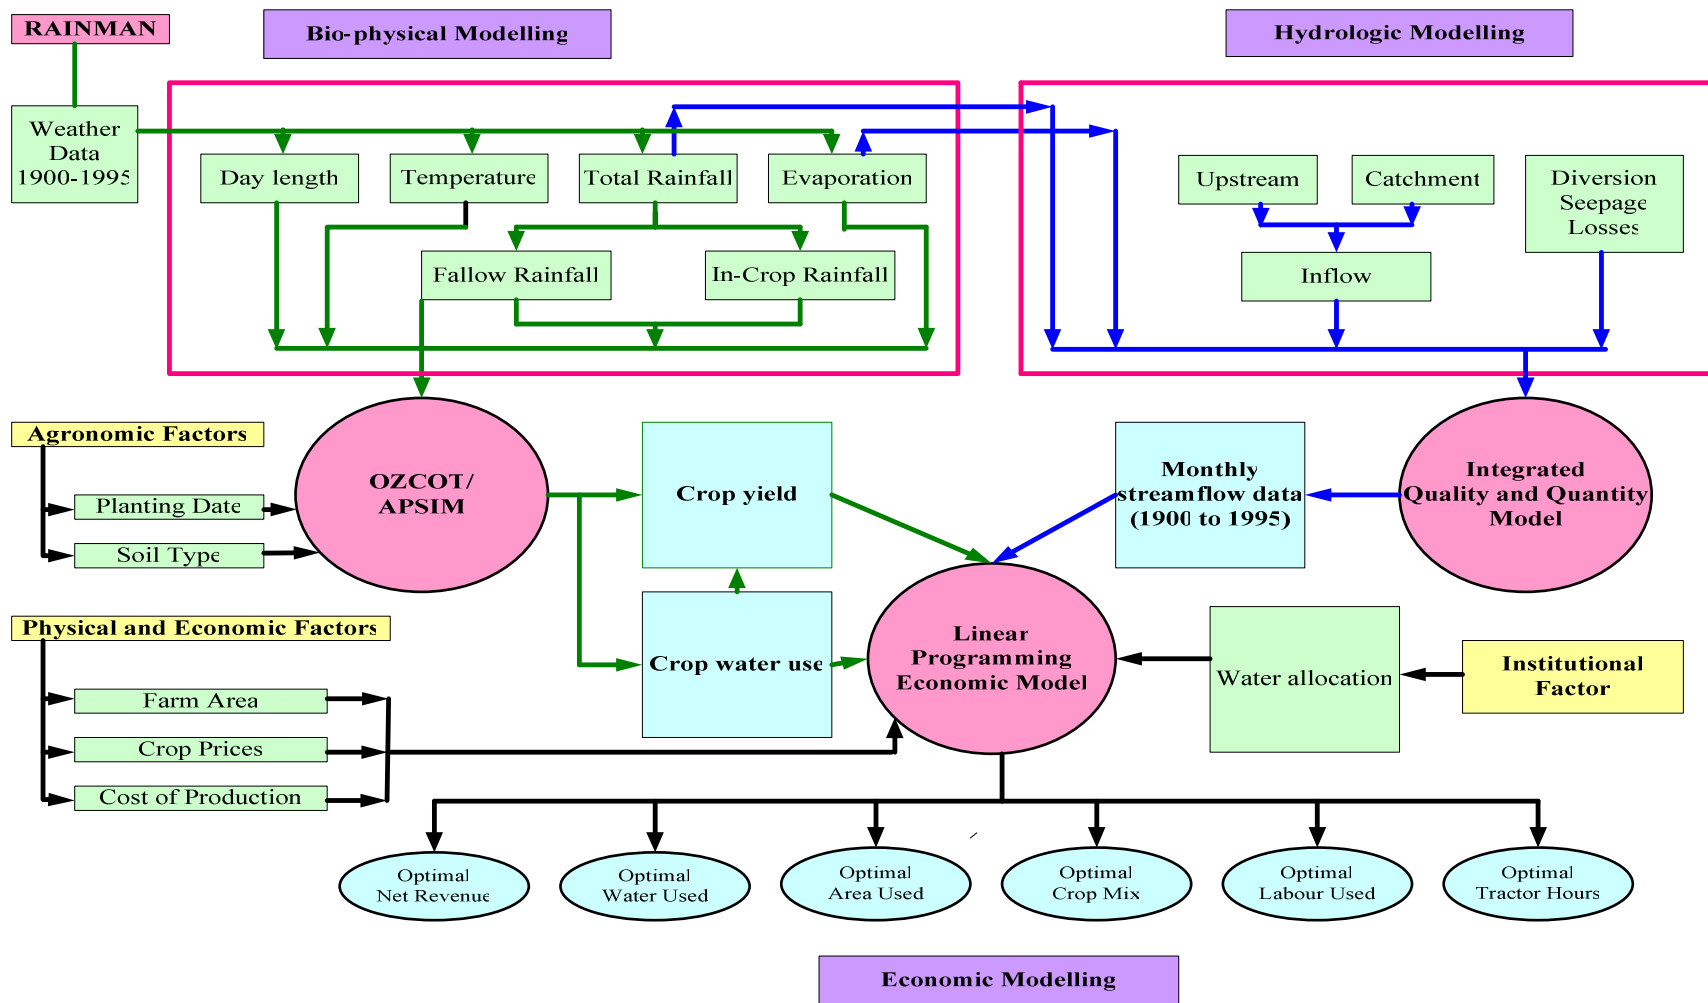 RAINMAN
Bio-physical Modelling
Hydrologic Modelling
Weather
Data
1900-1995
Day length
Temperature
Total Rainfall
Evaporation
Upstream
Catchment
Diversion
Seepage
Losses
Fallow Rainfall
In-Crop Rainfall
Inflow
Agronomic Factors
Planting Date
Soil Type
OZCOT/
APSIM
Crop yield
Monthly
streamflow data
(1900 to 1995)
Integrated
Quality and Quantity
Model
Physical and Economic Factors
Farm Area
Crop Prices
Cost of Production
Crop water use
Linear
Programming
Economic Model
Water allocation
Institutional
Factor
Optimal
Net Revenue
Optimal
Water Used
Optimal
Area Used
Optimal
Crop Mix
Optimal
Labour Used
Optimal
Tractor Hours
Economic Modelling